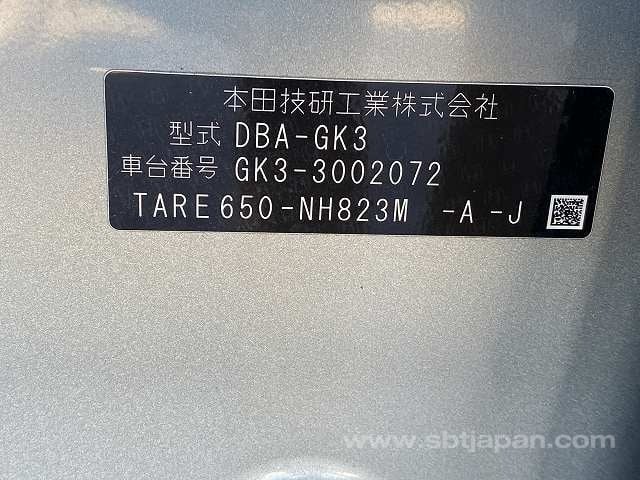 本田技研工業株式会社
型式 DBA-GK3
車台番号 GK3-3002072
TARE650-NH823M -A-J
www.sbtjapan.com